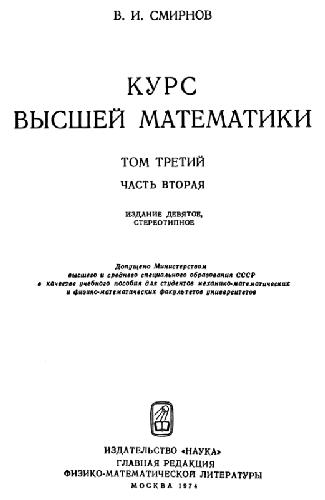 В. И. СМИРНОВ
КУРС
ВЫСШЕЙ МАТЕМАТИКИ
ТОМ ТРЕТИЙ
ЧАСТЬ ВТОРАЯ
ИЗДАНИЕ ДЕВЯТОЕ,
СТЕРЕОТИПНОЕ
Допущено Министерством
высшего и среднего специального образования СССР
в качестве учебного пособия для студентов механико-математических
и физико-математических факультетов университетов
ИЗДАТЕЛЬСТВО «НАУКА»
ГЛАВНАЯ РЕДАКЦИЯ
ФИЗИКО-МАТЕМАТИЧЕСКОЙ ЛИТЕРАТУРЫ
МОСКВА 1974